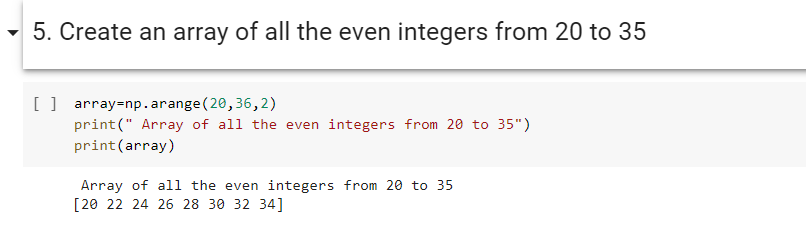 5. Create an array of all the even integers from 20 to 35
[ ] array=np.arange(20,36,2)
print(" Array of all the even integers from 20 to 35")
print(array)
Array of all the even integers from 20 to 35
[20 22 24 26 28 30 32 34]